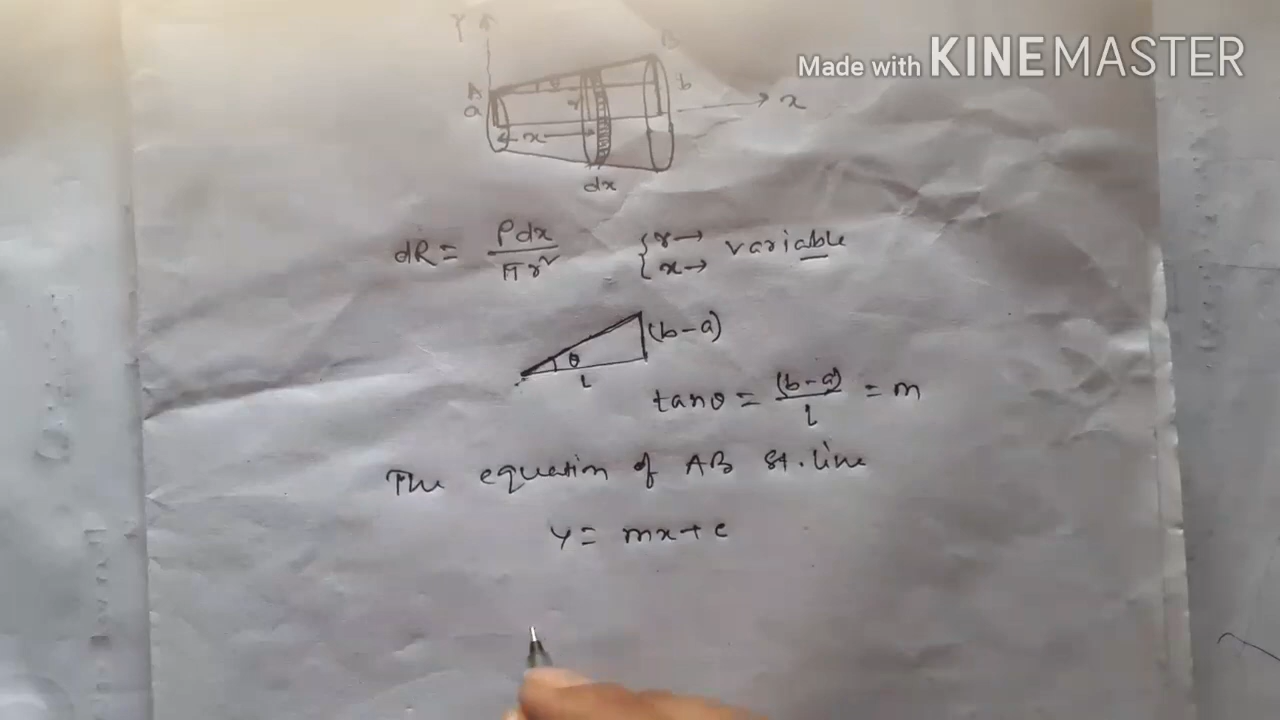 Made with KINEMASTER
Y
A
B
a
θ
r
b
x
x
dx
dR = ρdx / πr² { r → x → variable
(b-a)
θ
L
tanθ = (b-a) / l = m
The equation of AB St. line
Y = mx + c